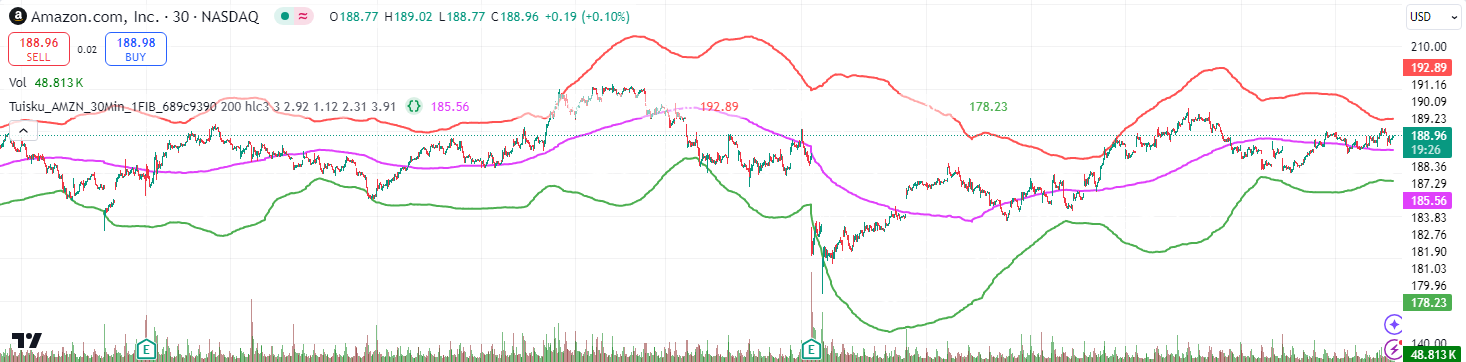 Amazon.com, Inc. · 30 · NASDAQ O188.77 H189.02 L188.77 C188.96 +0.19 (+0.10%)
188.96
SELL
0.02
188.98
BUY
Vol 48.813 K
Tuisku_AMZN_30Min_1FIB_689c9390 200 hlc3 3 2.92 1.12 2.31 3.91 {} 185.56 192.89 178.23
E
E
USD
210.00
192.89
191.16
190.09
189.23
188.96
19:26
188.36
187.29
185.56
183.83
182.76
181.90
181.03
179.96
178.23
140.00
48.813 K